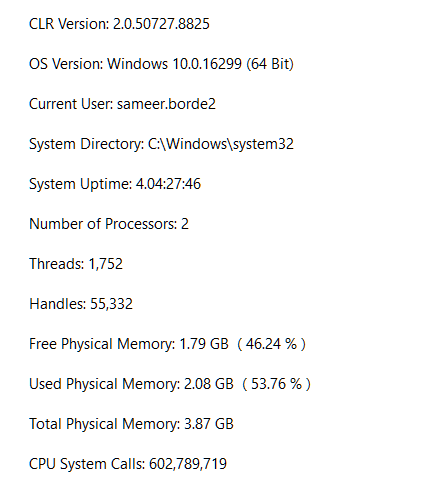 CLR Version: 2.0.50727.8825
OS Version: Windows 10.0.16299 (64 Bit)
Current User: sameer.borde2
System Directory: C:\Windows\system32
System Uptime: 4.04:27:46
Number of Processors: 2
Threads: 1,752
Handles: 55,332
Free Physical Memory: 1.79 GB ( 46.24 % )
Used Physical Memory: 2.08 GB ( 53.76 % )
Total Physical Memory: 3.87 GB
CPU System Calls: 602,789,719